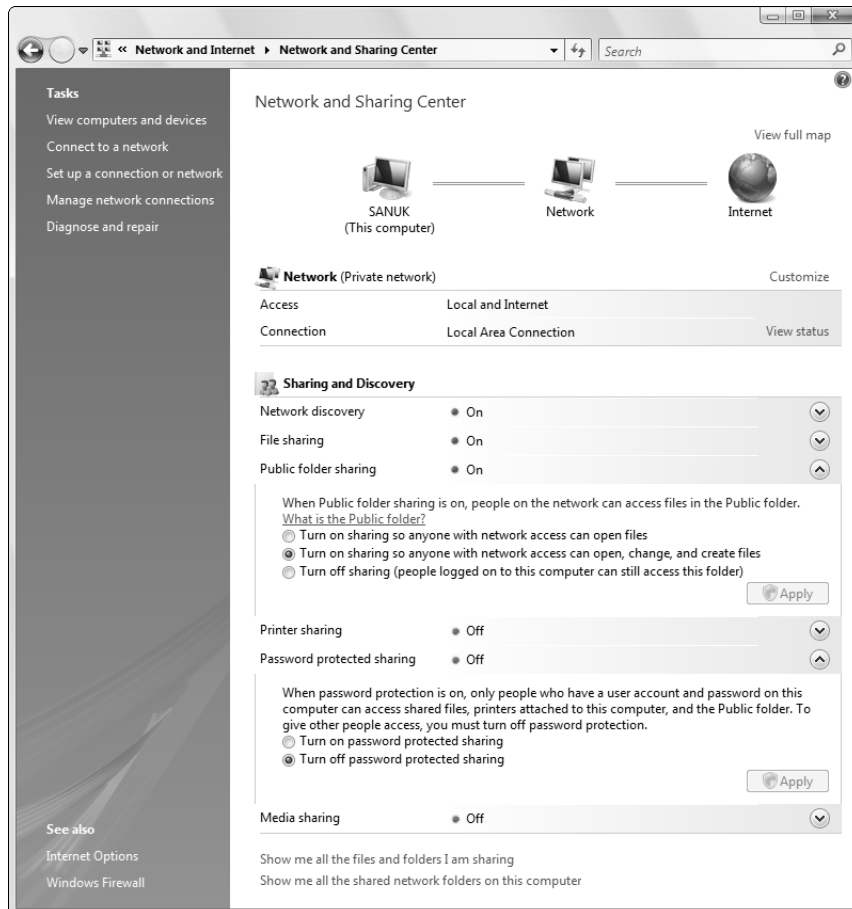 « Network and Internet ▸ Network and Sharing Center
Search
Tasks
View computers and devices
Connect to a network
Set up a connection or network
Manage network connections
Diagnose and repair
Network and Sharing Center
View full map
SANUK
(This computer)
Network
Internet
Network (Private network)
Customize
Access Local and Internet
Connection Local Area Connection View status
Sharing and Discovery
Network discovery On
File sharing On
Public folder sharing On
When Public folder sharing is on, people on the network can access files in the Public folder.
What is the Public folder?
Turn on sharing so anyone with network access can open files
Turn on sharing so anyone with network access can open, change, and create files
Turn off sharing (people logged on to this computer can still access this folder)
Apply
Printer sharing Off
Password protected sharing Off
When password protection is on, only people who have a user account and password on this
computer can access shared files, printers attached to this computer, and the Public folder. To
give other people access, you must turn off password protection.
Turn on password protected sharing
Turn off password protected sharing
Apply
Media sharing Off
Show me all the files and folders I am sharing
Show me all the shared network folders on this computer
See also
Internet Options
Windows Firewall